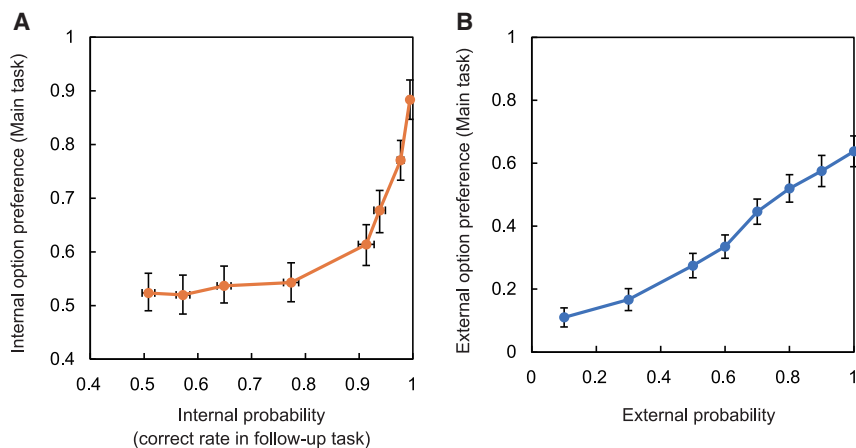 A
Internal option preference (Main task)
1
0.9
0.8
0.7
0.6
0.5
0.4
0.4 0.5 0.6 0.7 0.8 0.9 1
Internal probability
(correct rate in follow-up task)
B
External option preference (Main task)
1
0.8
0.6
0.4
0.2
0
0 0.2 0.4 0.6 0.8 1
External probability